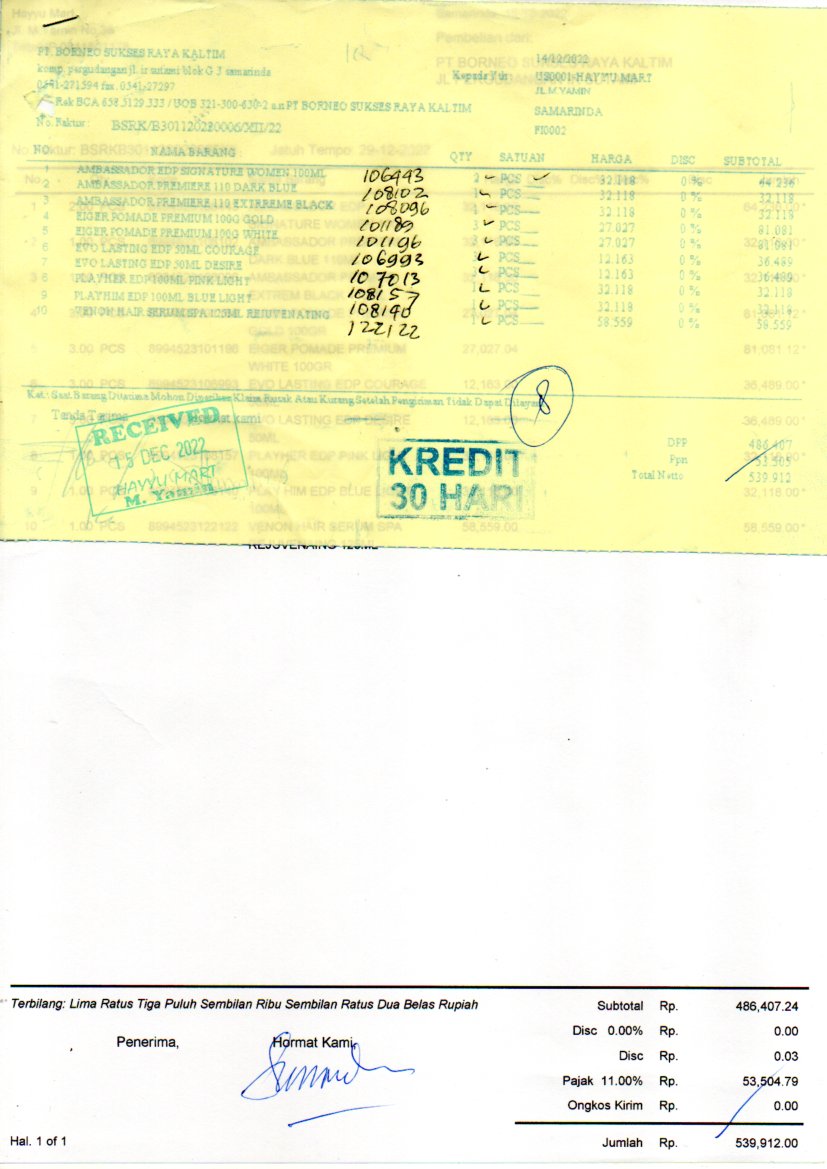 PT. BORNEO SUKSES RAYA KALTIM
komp. pergudangan jl. ir sutami blok G 3 samarinda
0541-271594 fax. 0541-27297
Rek BCA 658.5129.333 / UOB 321-300-630-2 a.n PT BORNEO SUKSES RAYA KALTIM
No. Faktur: BSRK/B301120220006/XII/22
14/12/2022
Kepada Yth US0001-HAYYU MART
JL.M.YAMIN
SAMARINDA
FI0002
NO. NAMA BARANG QTY SATUAN HARGA DISC SUBTOTAL
1 AMBASSADOR EDP SIGNATURE WOMEN 100ML 106493 2 PCS 32.118 0 % 64.236
2 AMBASSADOR PREMIERE 110 DARK BLUE 108102 1 PCS 32.118 0 % 32.118
3 AMBASSADOR PREMIERE 110 EXTRREME BLACK 108096 1 PCS 32.118 0 % 32.118
4 EIGER POMADE PREMIUM 100G GOLD 101189 3 PCS 27.027 0 % 81.081
5 EIGER POMADE PREMIUM 100G WHITE 101196 3 PCS 27.027 0 % 81.081
6 EVO LASTING EDP 50ML COURAGE 106993 3 PCS 12.163 0 % 36.489
7 EVO LASTING EDP 50ML DESIRE 107013 3 PCS 12.163 0 % 36.489
8 PLAYHER EDP 100ML PINK LIGHT 108157 1 PCS 32.118 0 % 32.118
9 PLAYHIM EDP 100ML BLUE LIGHT 108140 1 PCS 32.118 0 % 32.118
10 VENON HAIR SERUM SPA 125ML REJUVENATING 122122 1 PCS 58.559 0 % 58.559
Ket : Saat Barang Diterima Mohon Diperiksa Klaim Rusak Atau Kurang Setelah Pengiriman Tidak Dapat Dilayani
8
Tanda Terima Hormat kami
RECEIVED
15 DEC 2022
HAYYU MART
M. Yamin
KREDIT
30 HARI
DPP 486.407
Ppn 53.505
Total Netto 539.912
REJUVENAING 125ML
Terbilang: Lima Ratus Tiga Puluh Sembilan Ribu Sembilan Ratus Dua Belas Rupiah
Subtotal Rp. 486,407.24
Disc 0.00% Rp. 0.00
Penerima, Hormat Kami,
Disc Rp. 0.03
Pajak 11.00% Rp. 53,504.79
Ongkos Kirim Rp. 0.00
Hal. 1 of 1
Jumlah Rp. 539,912.00